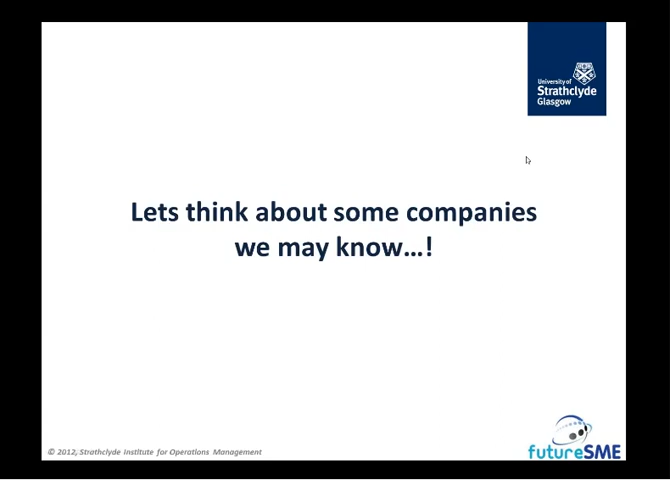 University of
Strathclyde
Glasgow
Lets think about some companies
we may know...!
© 2012, Strathclyde Institute for Operations Management
futureSME